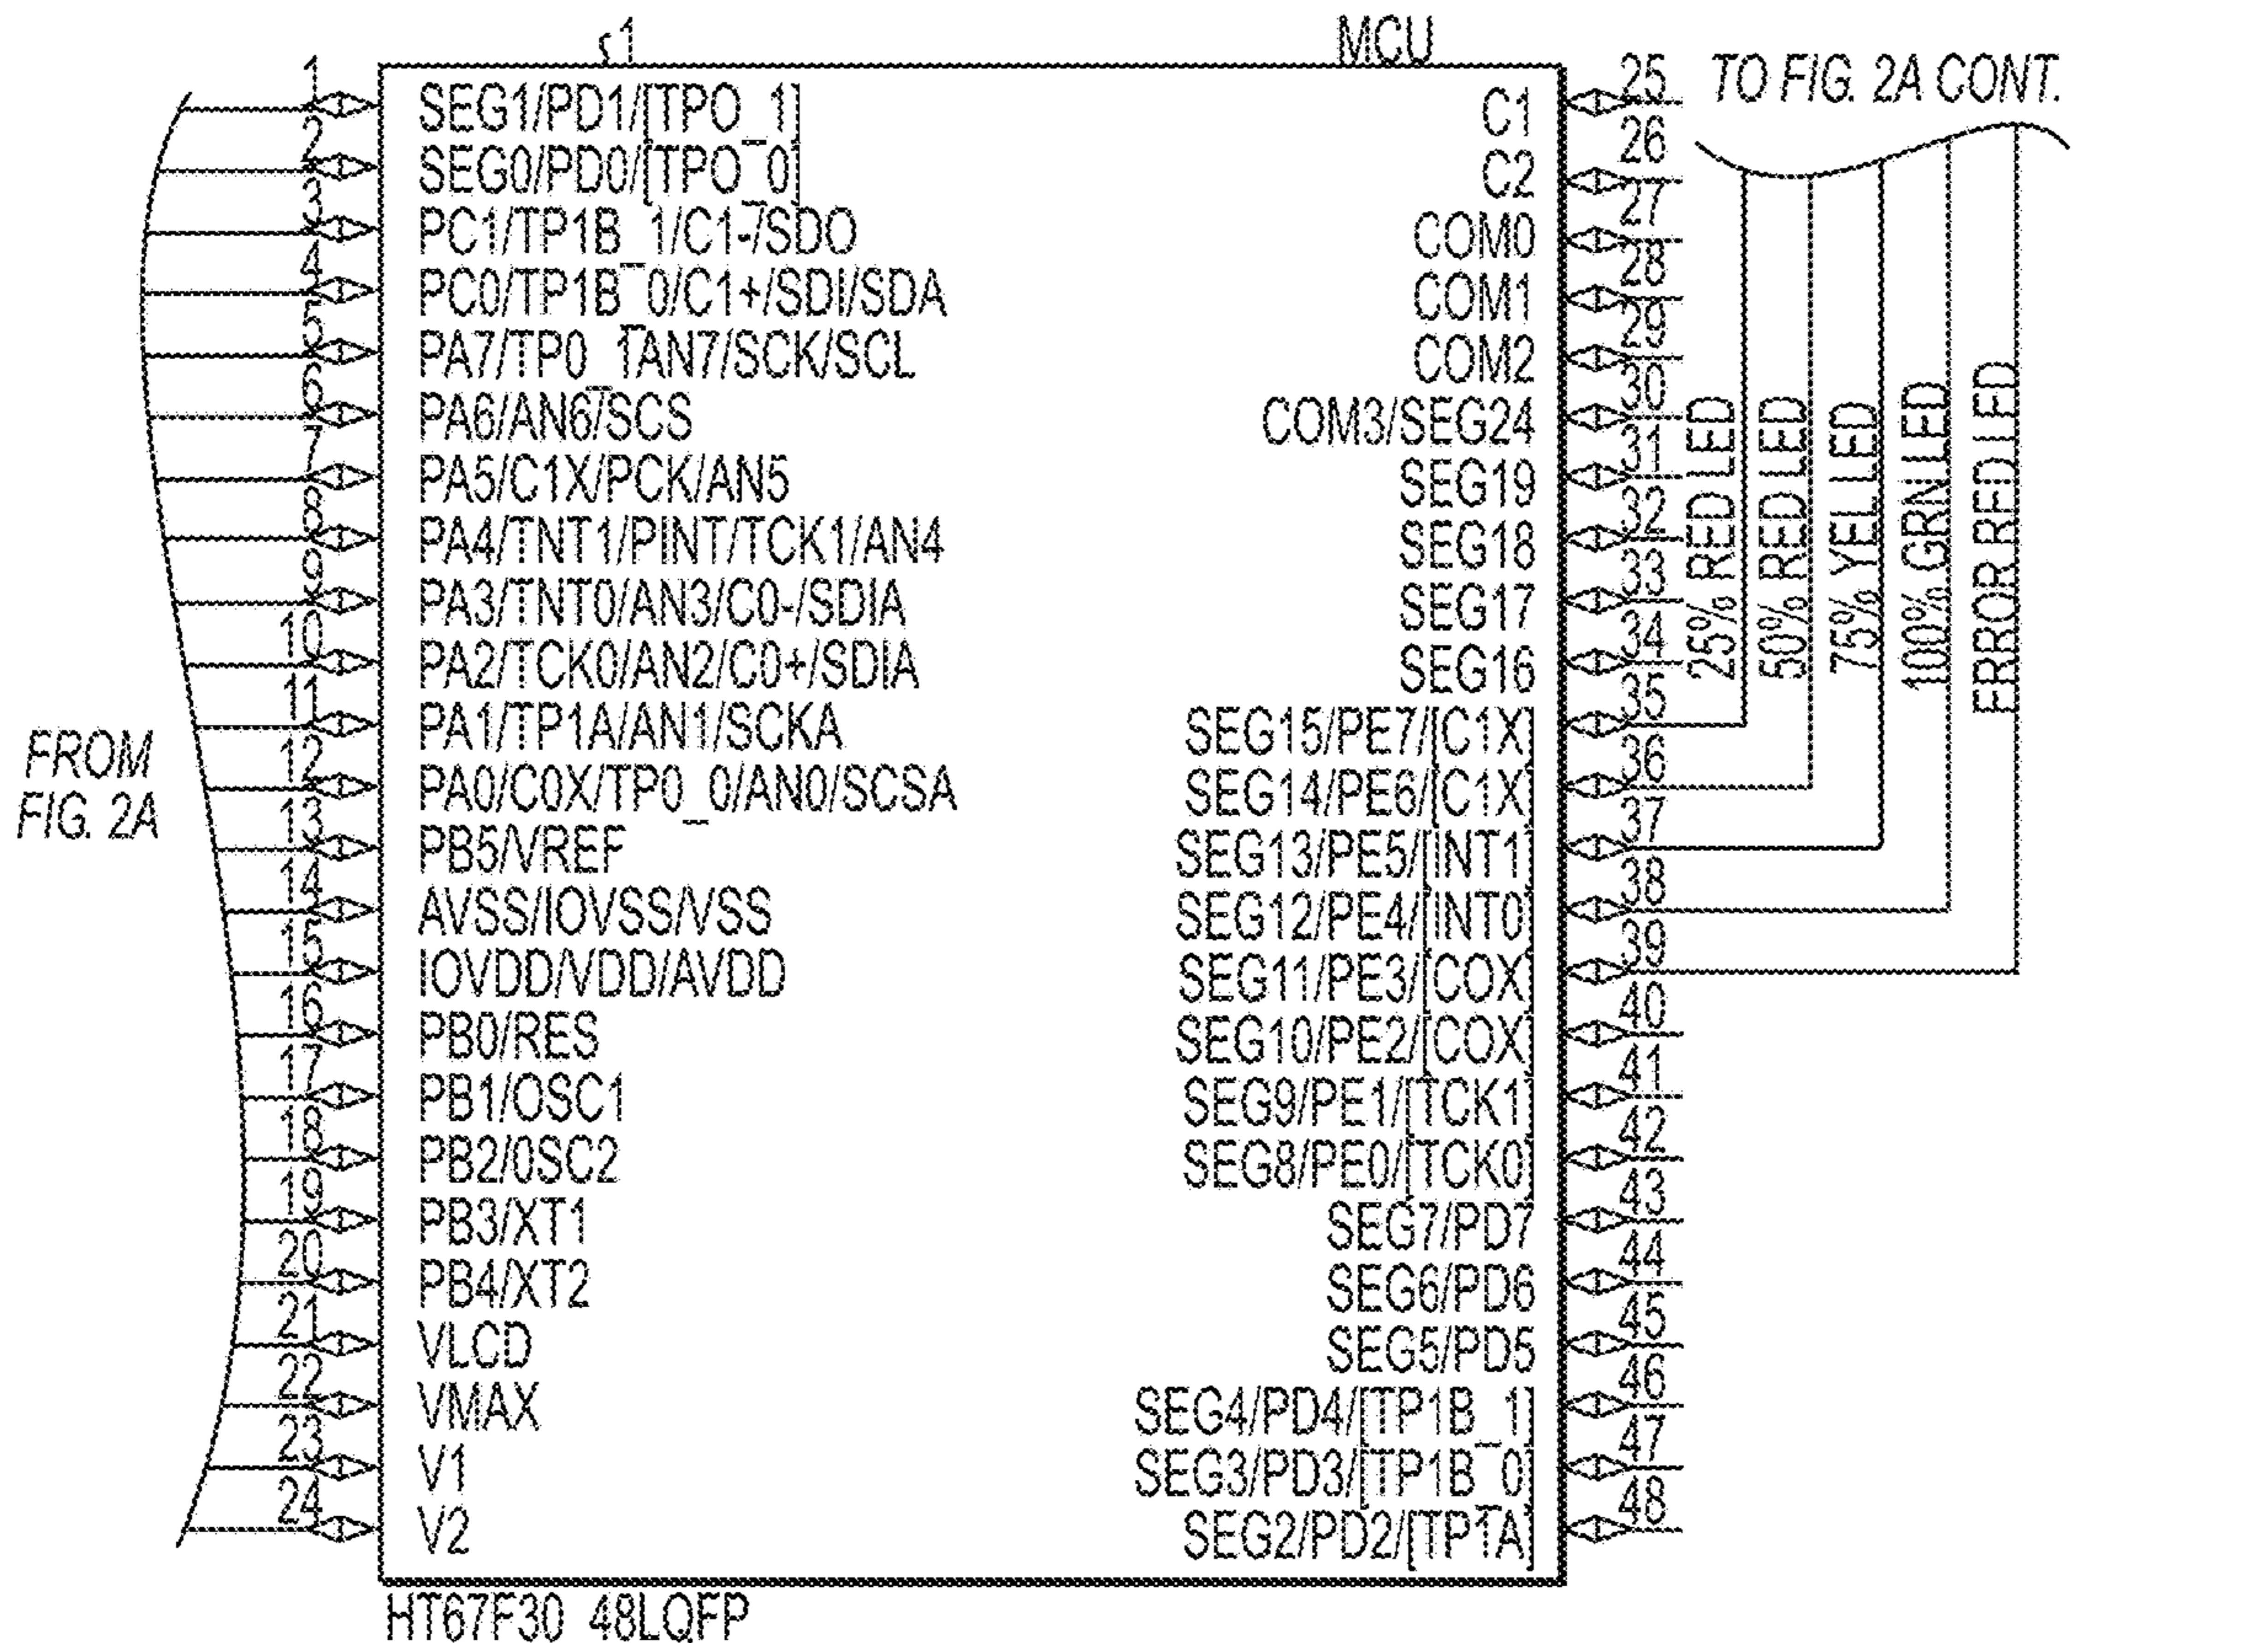 1
MCU
TO FIG. 2A CONT.
1 SEG1/PD1/[TPO_1]
2 SEG0/PD0/[TPO_0]
3 PC1/TP1B_1/C1-/SDO
4 PC0/TP1B_0/C1+/SDI/SDA
5 PA7/TP0_1AN7/SCK/SCL
6 PA6/AN6/SCS
7 PA5/C1X/PCK/AN5
8 PA4/TNT1/PINT/TCK1/AN4
9 PA3/TNT0/AN3/C0-/SDIA
10 PA2/TCK0/AN2/C0+/SDIA
11 PA1/TP1A/AN1/SCKA
12 PA0/C0X/TP0_0/AN0/SCSA
13 PB5/VREF
14 AVSS/IOVSS/VSS
15 IOVDD/VDD/AVDD
16 PB0/RES
17 PB1/OSC1
18 PB2/0SC2
19 PB3/XT1
20 PB4/XT2
21 VLCD
22 VMAX
23 V1
24 V2
FROM
FIG. 2A
C1 25
C2 26
COM0 27
COM1 28
COM2 29
COM3/SEG24 30
SEG19 31
SEG18 32
SEG17 33
SEG16 34
SEG15/PE7/[C1X] 35
SEG14/PE6/[C1X] 36
SEG13/PE5/[INT1] 37
SEG12/PE4/[INT0] 38
SEG11/PE3/[COX] 39
SEG10/PE2/[COX] 40
SEG9/PE1/[TCK1] 41
SEG8/PE0/[TCK0] 42
SEG7/PD7 43
SEG6/PD6 44
SEG5/PD5 45
SEG4/PD4/[TP1B_1] 46
SEG3/PD3/[TP1B_0] 47
SEG2/PD2/[TP1A] 48
25% RED LED
50% RED LED
75% YEL LED
100% GRN LED
ERROR RED LED
HT67F30 48LQFP